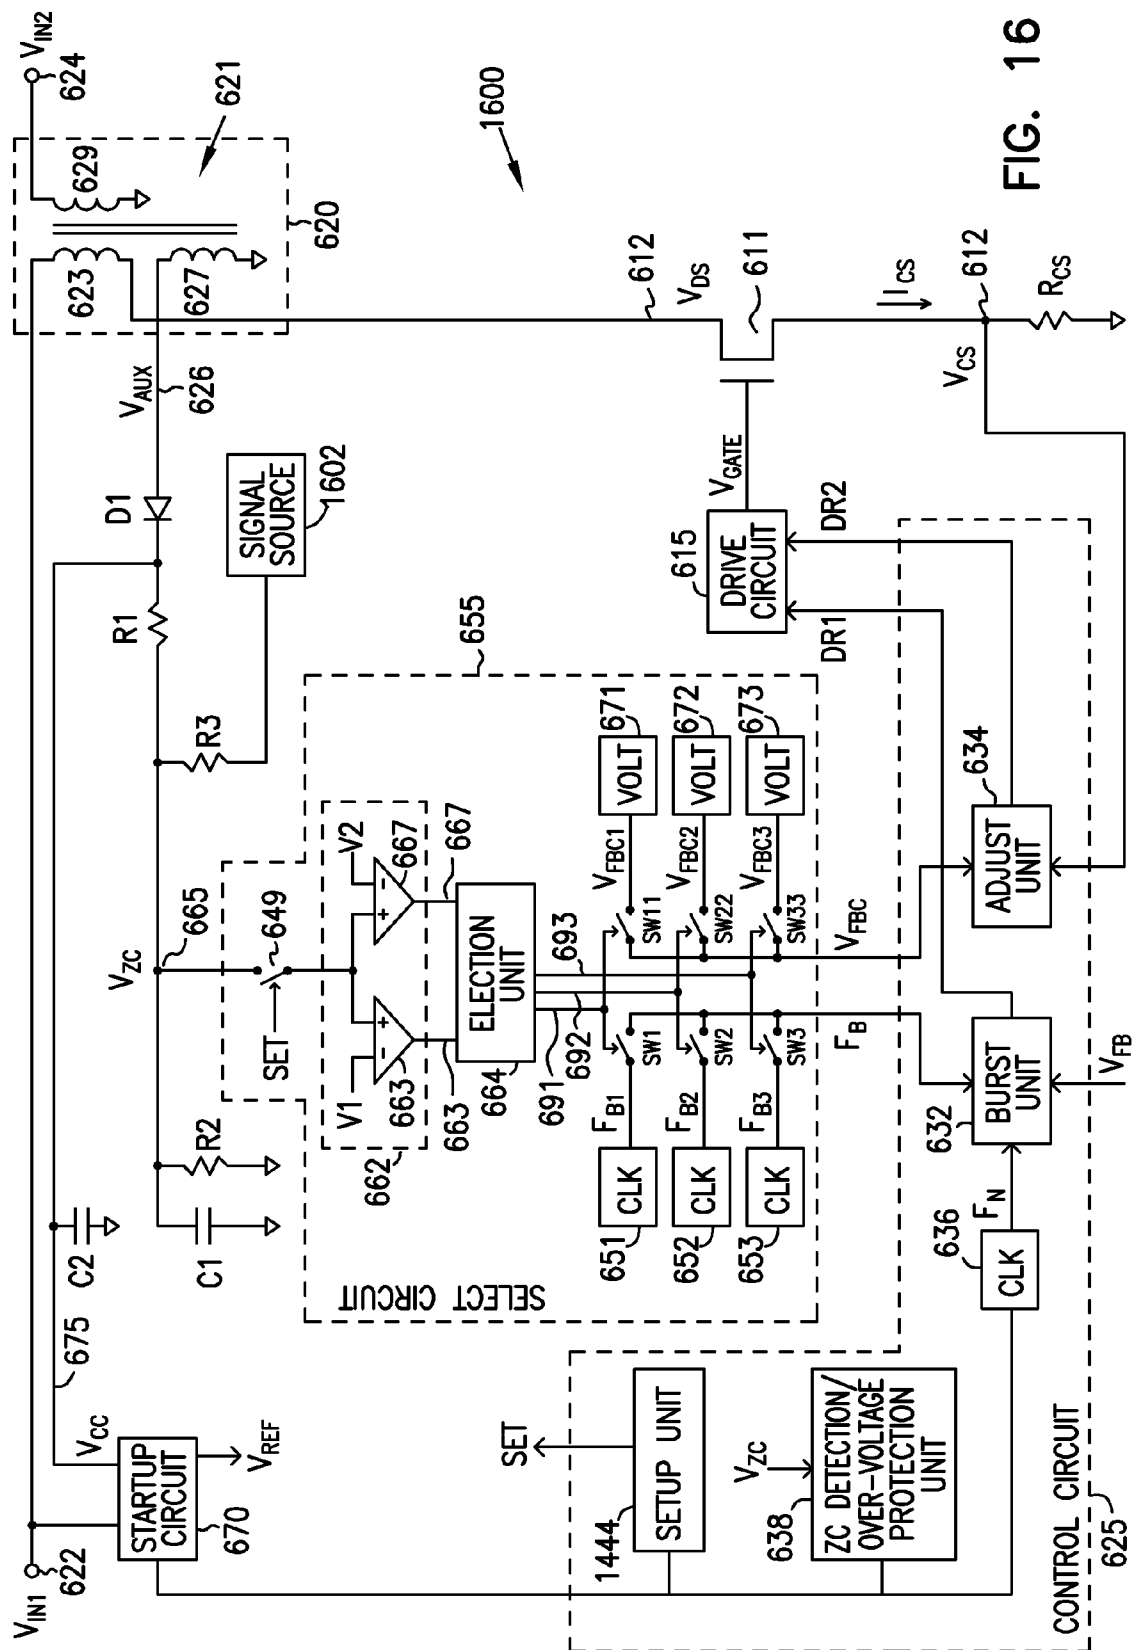 V_IN1
622
V_CC
675
STARTUP
CIRCUIT
670
V_REF
C2
C1
R2
V_ZC
665
R3
R1
D1
V_AUX
626
SIGNAL
SOURCE
1602
623
627
629
620
621
V_IN2
624
1600
SET
649
V1
V2
663
667
662
663
667
ELECTION
UNIT
664
691
692
693
655
SELECT CIRCUIT
CLK
651
F_B1
SW1
SW11
V_FBC1
VOLT
671
CLK
652
F_B2
SW2
SW22
V_FBC2
VOLT
672
CLK
653
F_B3
SW3
SW33
V_FBC3
VOLT
673
F_B
V_FBC
615
DRIVE
CIRCUIT
V_GATE
DR1
DR2
612
V_DS
611
I_CS
612
V_CS
R_CS
SET
1444
SETUP UNIT
V_ZC
638
ZC DETECTION/
OVER-VOLTAGE
PROTECTION
UNIT
636
CLK
F_N
632
BURST
UNIT
V_FB
634
ADJUST
UNIT
CONTROL CIRCUIT
625
FIG. 16